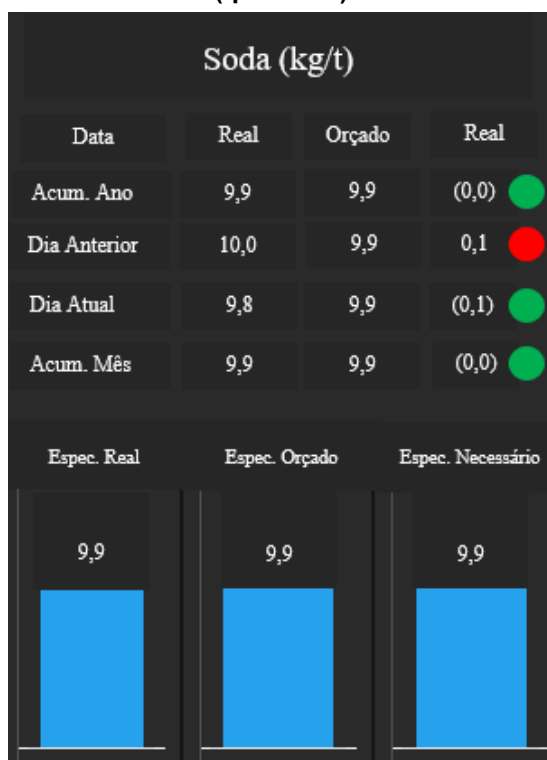 Soda (kg/t)
Data Real Orçado Real
Acum. Ano 9,9 9,9 (0,0)
Dia Anterior 10,0 9,9 0,1
Dia Atual 9,8 9,9 (0,1)
Acum. Mês 9,9 9,9 (0,0)
Espec. Real Espec. Orçado Espec. Necessário
9,9 9,9 9,9